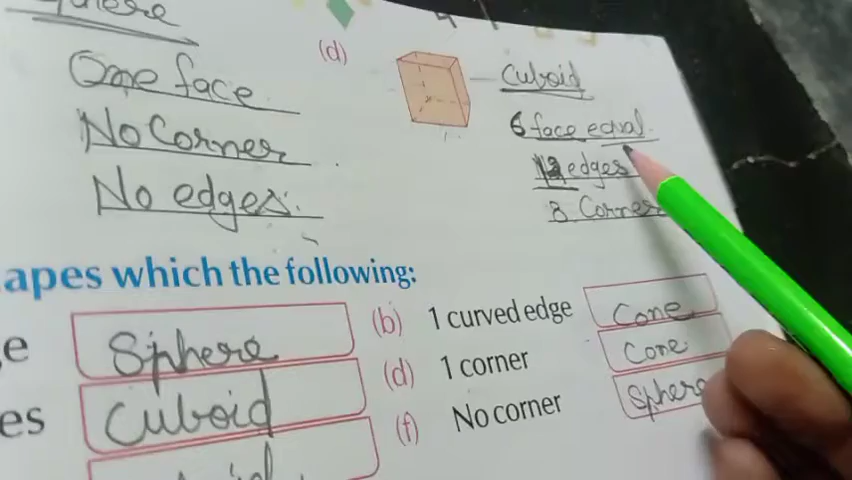 (d)
One face
No Corner
No edges.
Cuboid
6 face equal.
12 edges
8 Corner
apes which the following:
e
Sphere
(b) 1 curved edge
Cone
es
Cuboid
(d) 1 corner
Cone
(f) No corner
Sphere